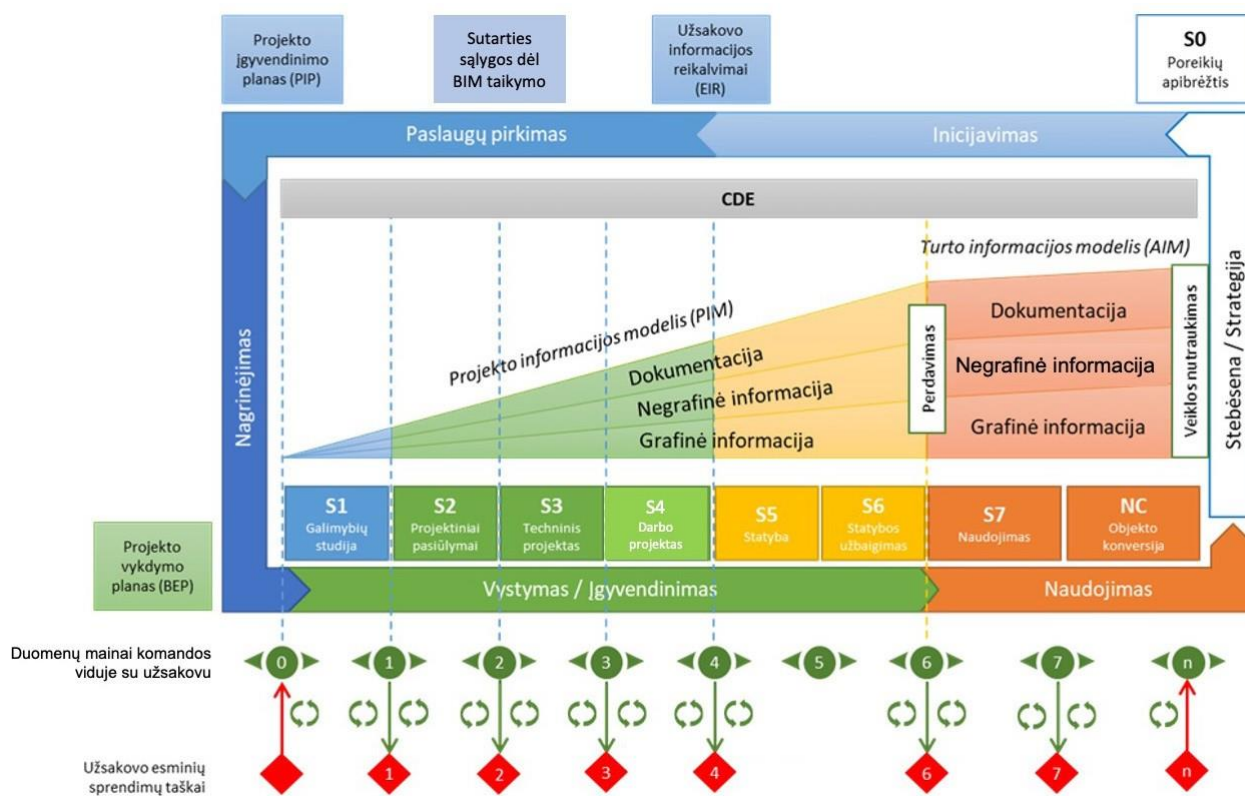 Projekto
įgyvendinimo
planas (PIP)
Sutarties
sąlygos dėl
BIM taikymo
Užsakovo
informacijos
reikalvimai
(EIR)
S0
Poreikių
apibrėžtis
Paslaugų pirkimas
Inicijavimas
CDE
Turto informacijos modelis (AIM)
Projekto informacijos modelis (PIM)
Nagrinėjimas
Dokumentacija
Negrafinė informacija
Grafinė informacija
Perdavimas
Dokumentacija
Negrafinė informacija
Grafinė informacija
Veiklos nutraukimas
Stebėsena / Strategija
S1
Galimybių
studija
S2
Projektiniai
pasiūlymai
S3
Techninis
projektas
S4
Darbo
projektas
S5
Statyba
S6
Statybos
užbaigimas
S7
Naudojimas
NC
Objekto
konversija
Projekto
vykdymo
planas (BEP)
Vystymas / Įgyvendinimas
Naudojimas
Duomenų mainai komandos
viduje su užsakovu
0 1 2 3 4 5 6 7 n
Užsakovo esminių
sprendimų taškai
1 2 3 4 6 7 n